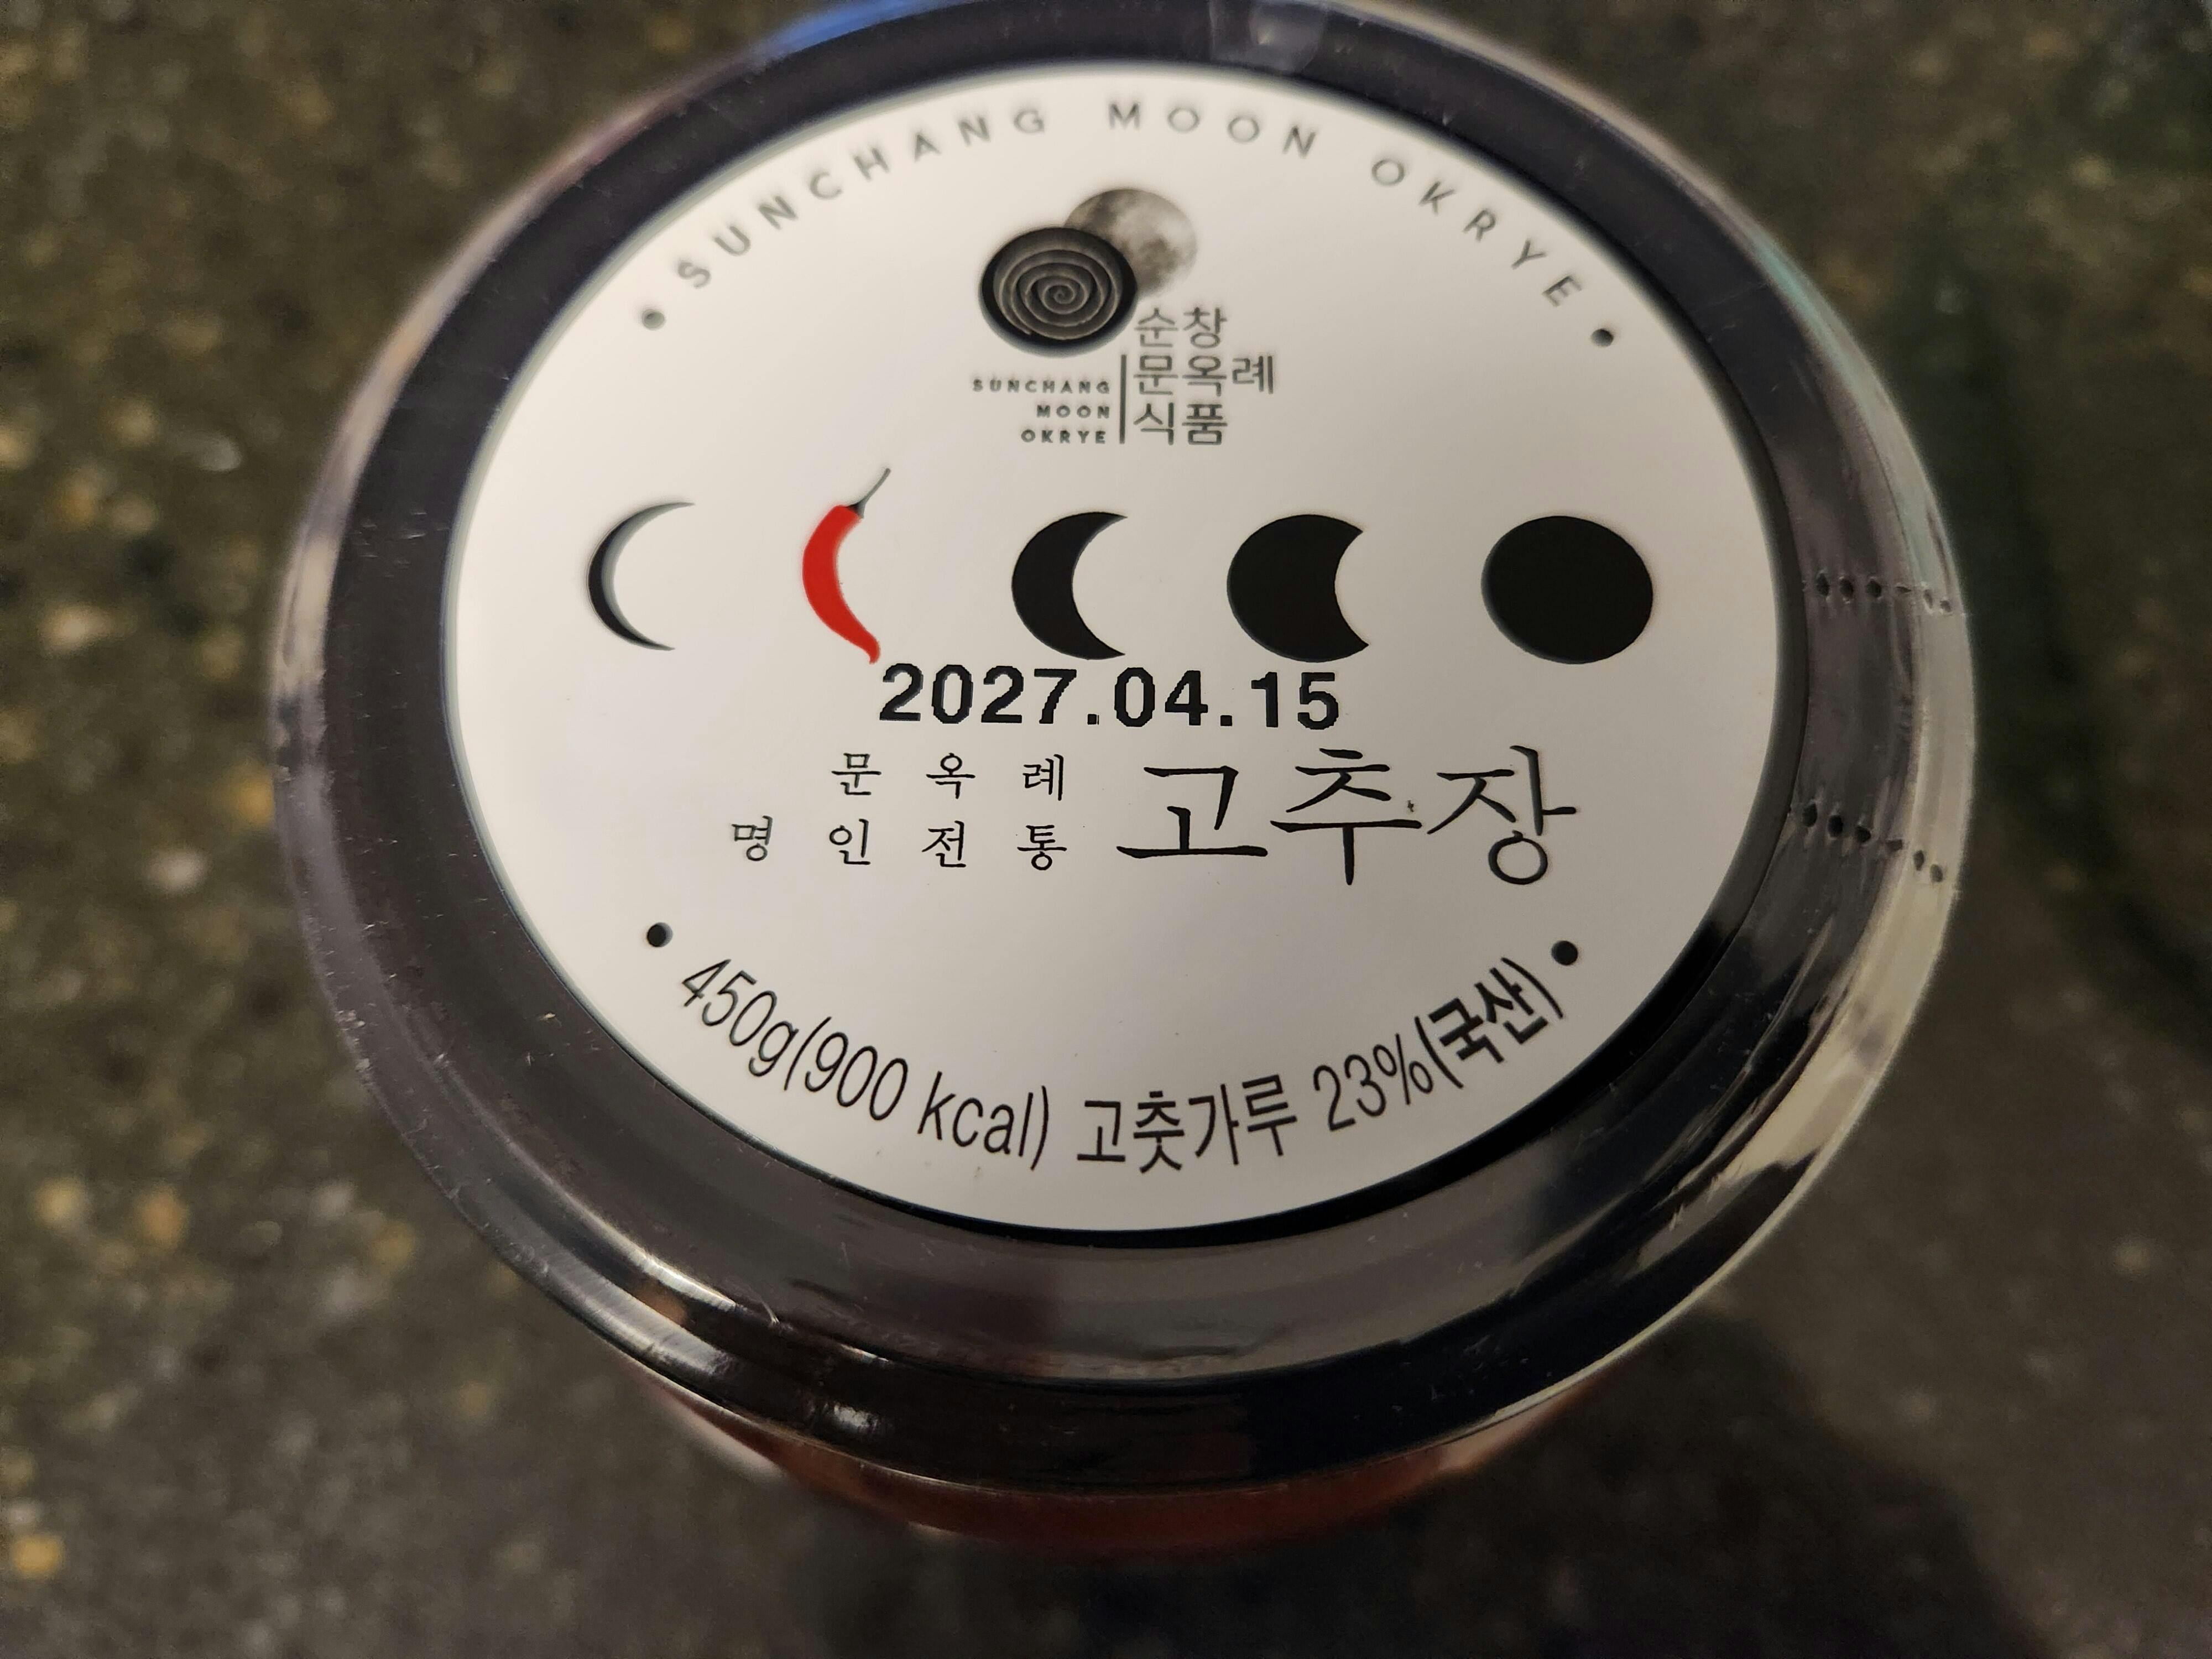 SUNCHANG MOON OKRYE
순창
문옥례
식품
SUNCHANG
MOON
OKRYE
2027.04.15
문옥례
명인전통
고추장
450g(900 kcal) 고춧가루 23%(국산)